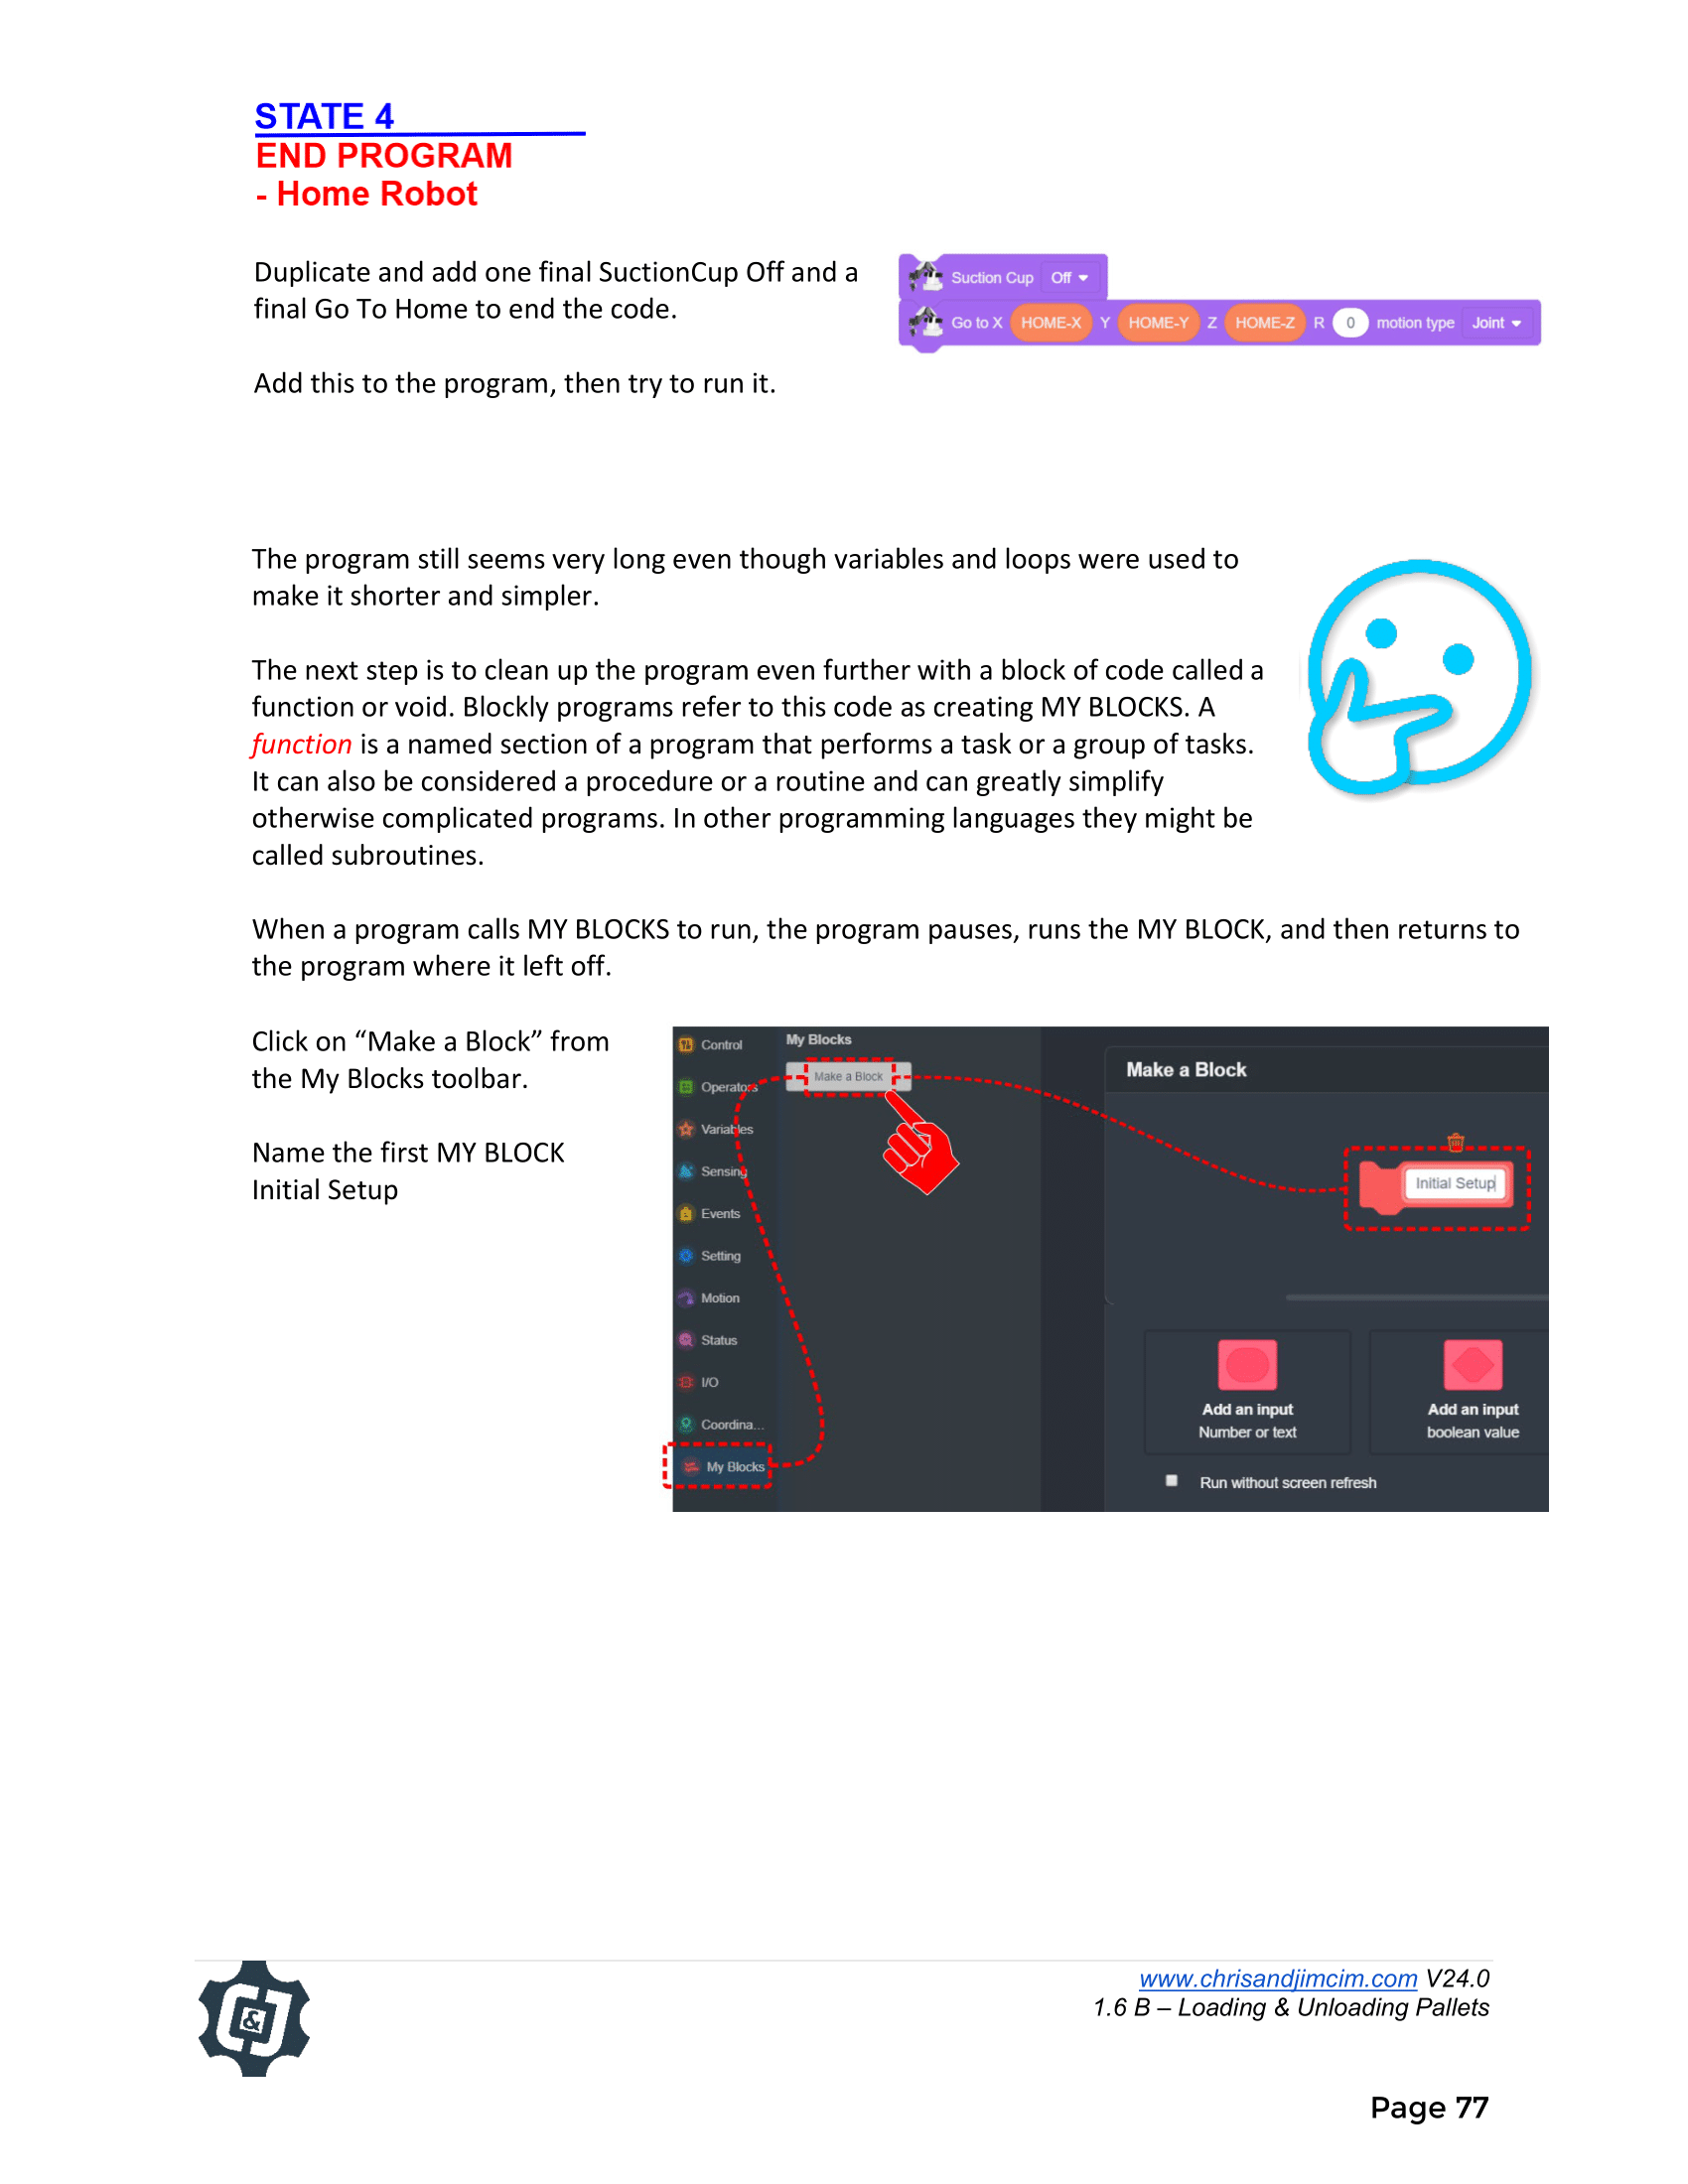 STATE 4
END PROGRAM
- Home Robot
Duplicate and add one final SuctionCup Off and a
final Go To Home to end the code.
Add this to the program, then try to run it.
Suction Cup Off
Go to X HOME-X Y HOME-Y Z HOME-Z R 0 motion type Joint
The program still seems very long even though variables and loops were used to
make it shorter and simpler.
The next step is to clean up the program even further with a block of code called a
function or void. Blockly programs refer to this code as creating MY BLOCKS. A
function is a named section of a program that performs a task or a group of tasks.
It can also be considered a procedure or a routine and can greatly simplify
otherwise complicated programs. In other programming languages they might be
called subroutines.
When a program calls MY BLOCKS to run, the program pauses, runs the MY BLOCK, and then returns to
the program where it left off.
Click on “Make a Block” from
the My Blocks toolbar.
Name the first MY BLOCK
Initial Setup
Control
Operators
Variables
Sensing
Events
Setting
Motion
Status
I/O
Coordina...
My Blocks
My Blocks
Make a Block
Make a Block
Initial Setup
Add an input
Number or text
Add an input
boolean value
Run without screen refresh
&
www.chrisandjimcim.com V24.0
1.6 B – Loading & Unloading Pallets
Page 77